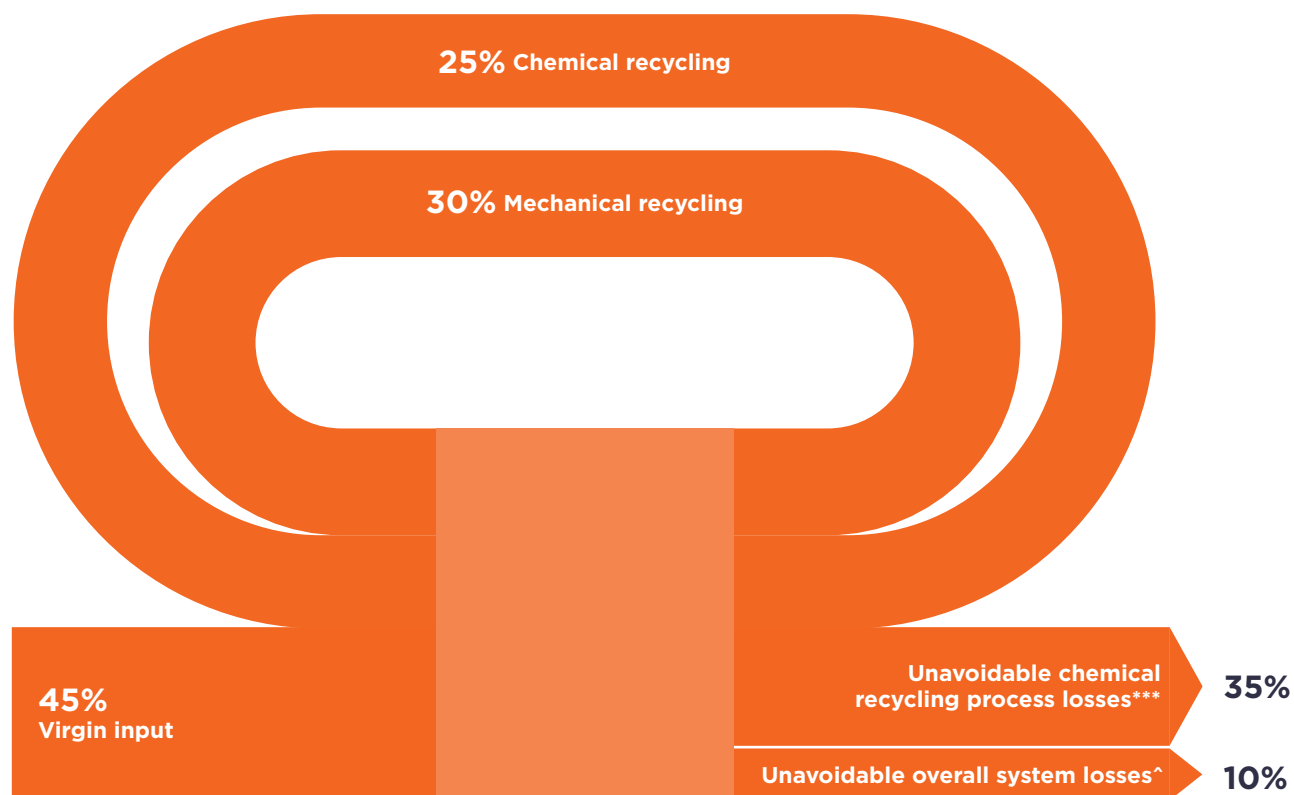 25% Chemical recycling
30% Mechanical recycling
45%
Virgin input
Unavoidable chemical
recycling process losses***
35%
Unavoidable overall system losses^
10%